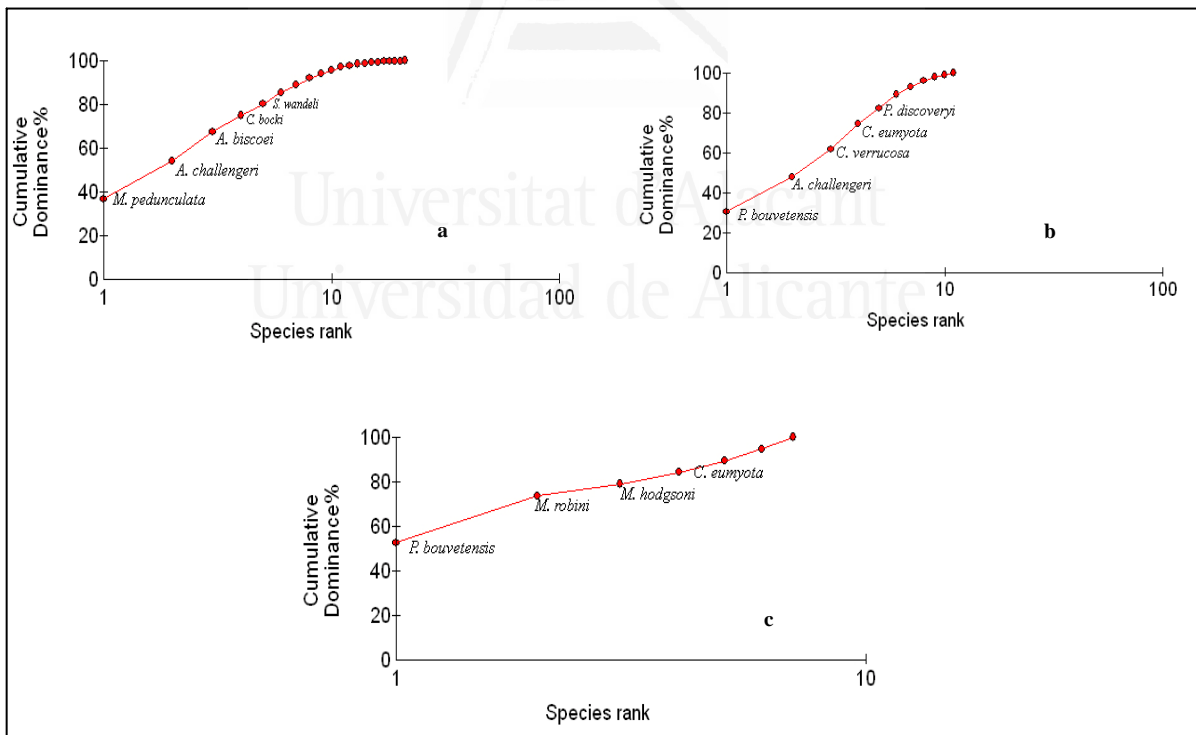 100
80
60
40
20
0
Cumulative
Dominance%
M. pedunculata
A. challengeri
A. biscoei
C. bocki
S. wandeli
a
1 10 100
Species rank
100
80
60
40
20
0
Cumulative
Dominance%
P. bouvetensis
A. challengeri
C. verrucosa
C. eumyota
P. discoveryi
b
1 10 100
Species rank
Universitat d'Alacant
Universidad de Alicante
100
80
60
40
20
0
Cumulative
Dominance%
P. bouvetensis
M. robini
M. hodgsoni
C. eumyota
c
1 10
Species rank